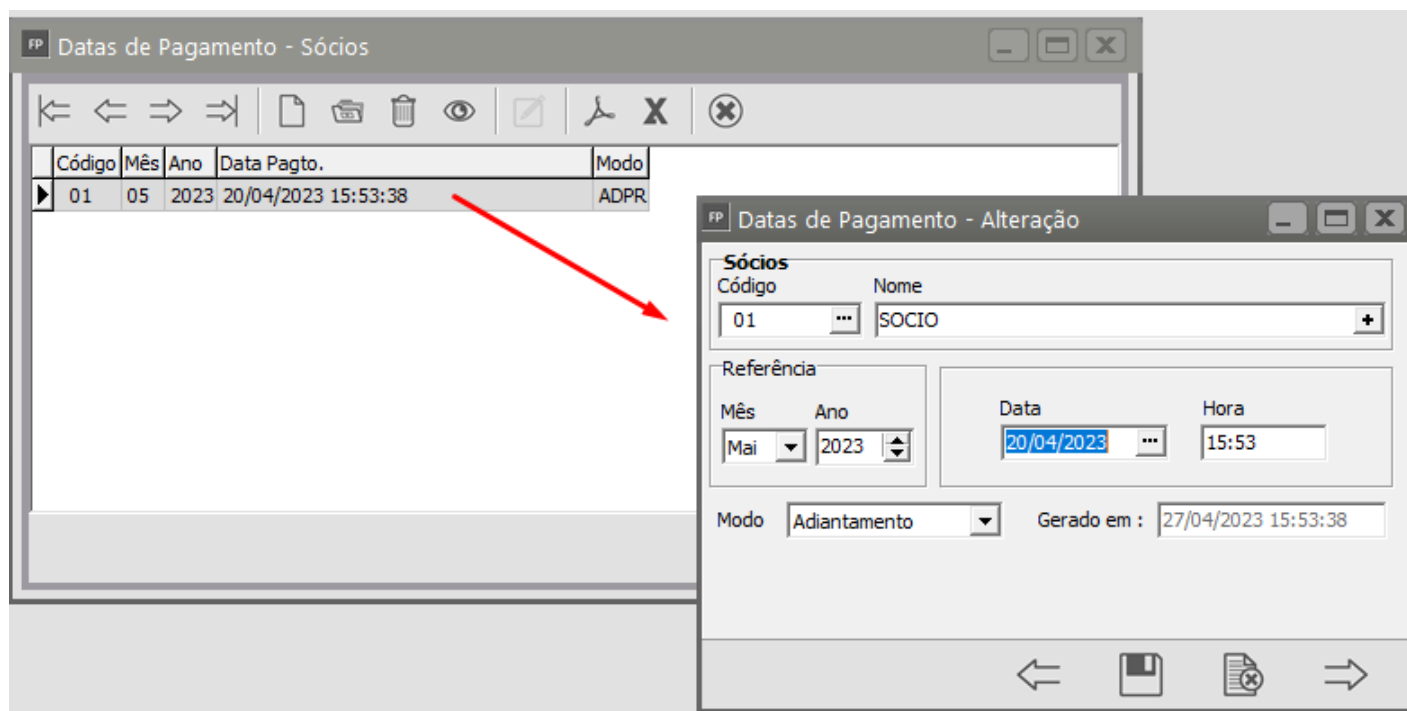 FP Datas de Pagamento - Sócios
Código Mês Ano Data Pagto. Modo
01 05 2023 20/04/2023 15:53:38 ADPR
FP Datas de Pagamento - Alteração
Sócios
Código Nome
01 ... SOCIO +
Referência
Mês Ano Data Hora
Mai 2023 20/04/2023 ... 15:53
Modo Adiantamento Gerado em : 27/04/2023 15:53:38